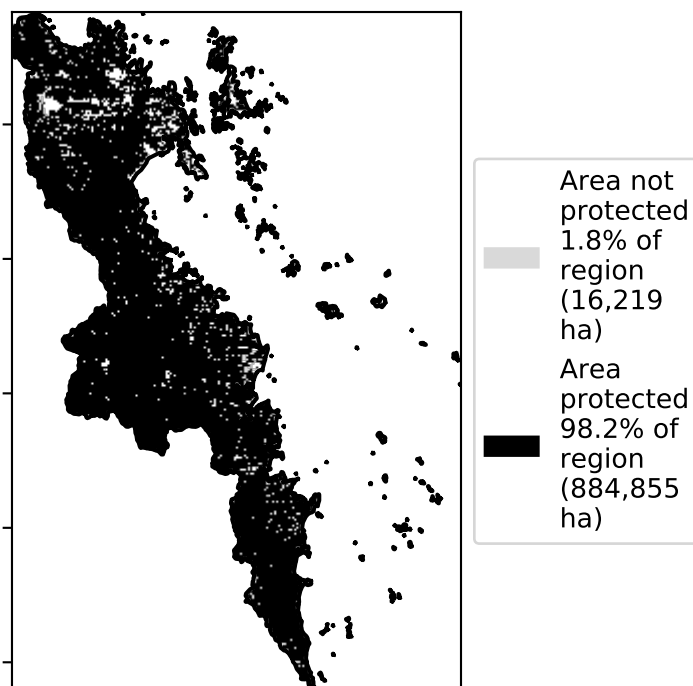 Area not
protected
1.8% of
region
(16,219
ha)
Area
protected
98.2% of
region
(884,855
ha)